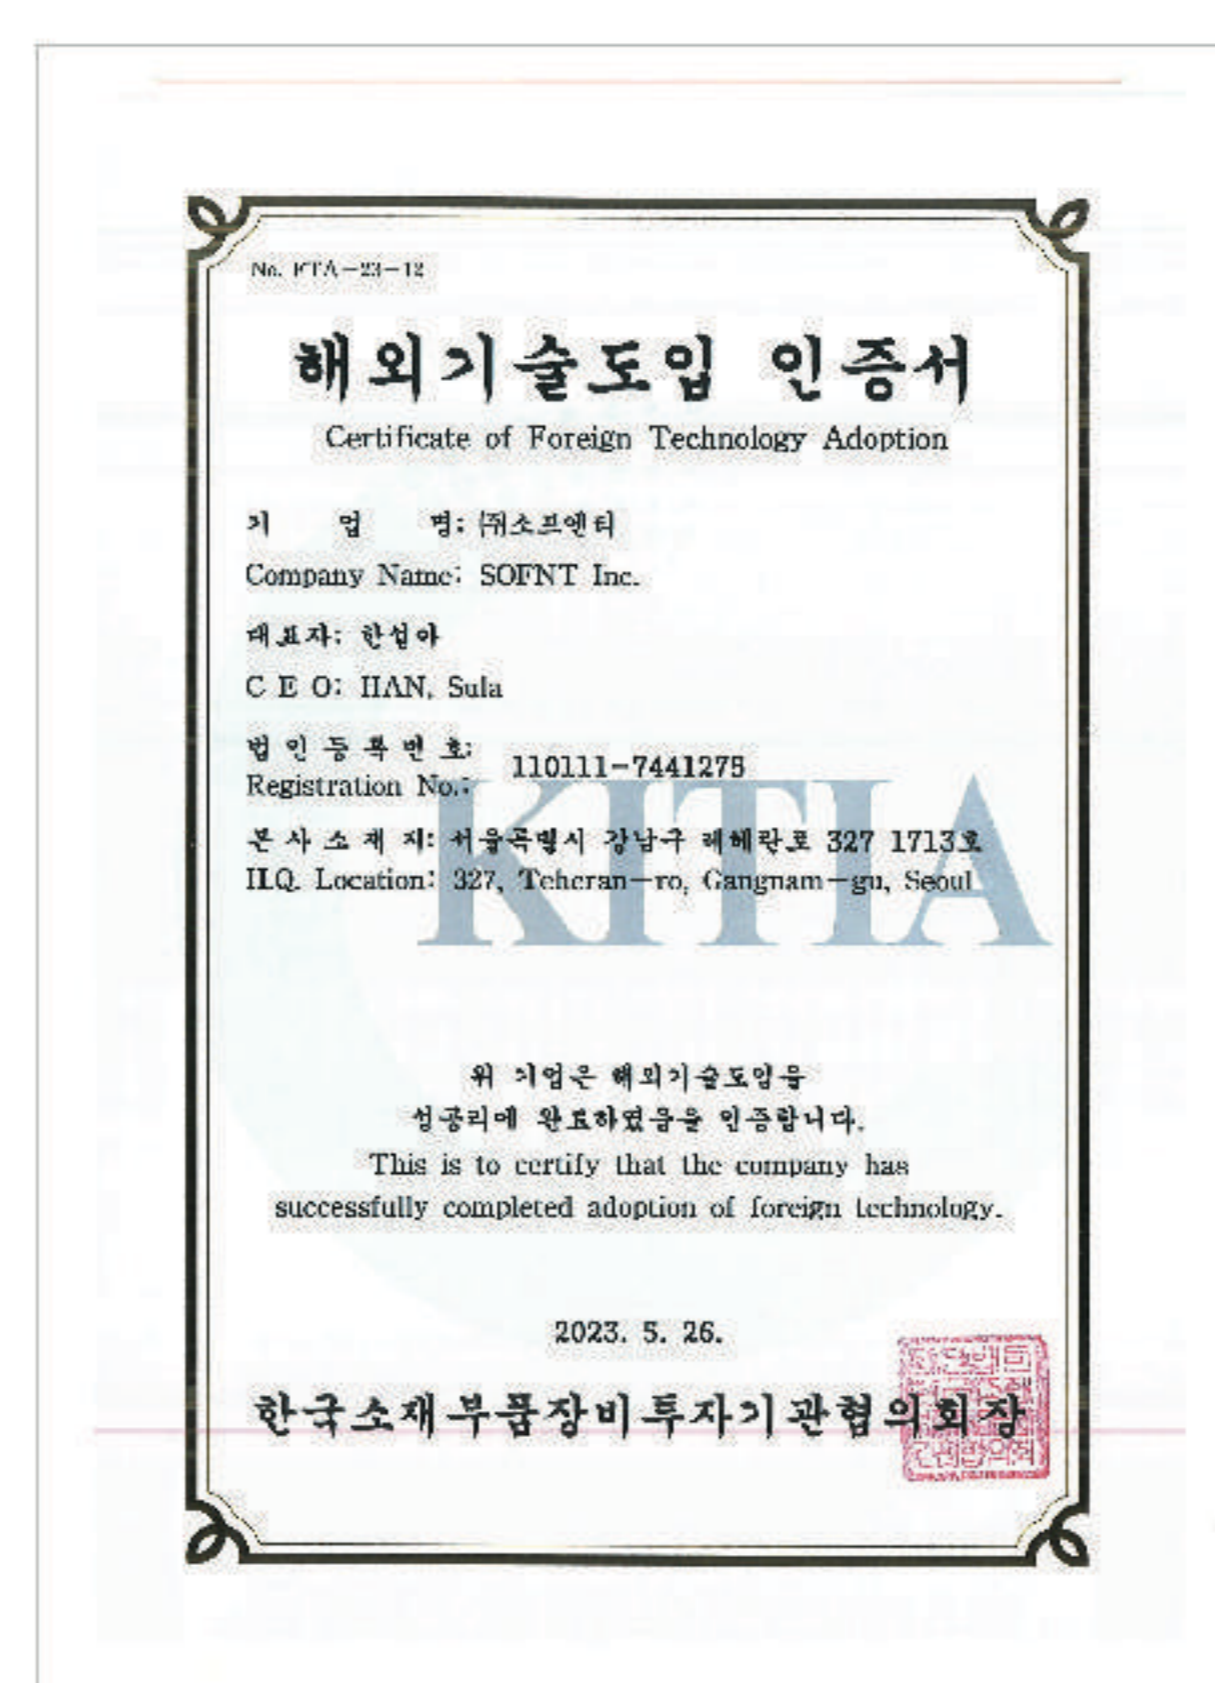 No. FTA-23-12
해외기술도입 인증서
Certificate of Foreign Technology Adoption
기 업 명: ㈜소프엔티
Company Name: SOFNT Inc.
대표자: 한설아
C E O: HAN, Sula
법인등록번호:
Registration No.: 110111-7441275
본사소재지: 서울특별시 강남구 테헤란로 327 1713호
H.Q. Location: 327, Teheran-ro, Gangnam-gu, Seoul
KITIA
위 기업은 해외기술도입을
성공리에 완료하였음을 인증합니다.
This is to certify that the company has
successfully completed adoption of foreign technology.
2023. 5. 26.
한국소재부품장비투자기관협의회장